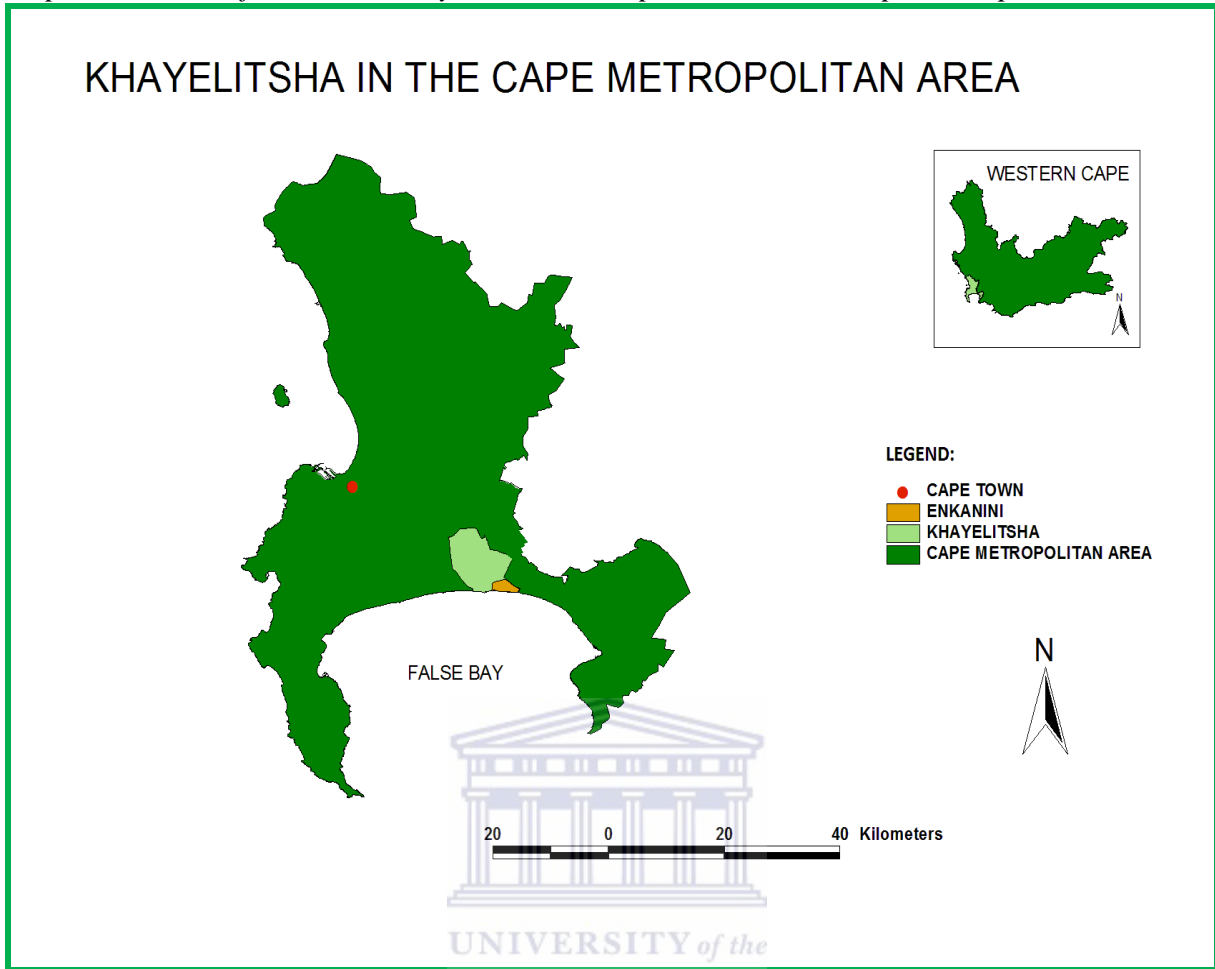 KHAYELITSHA IN THE CAPE METROPOLITAN AREA
WESTERN CAPE
N
LEGEND:
CAPE TOWN
ENKANINI
KHAYELITSHA
CAPE METROPOLITAN AREA
N
FALSE BAY
20 0 20 40 Kilometers
UNIVERSITY of the